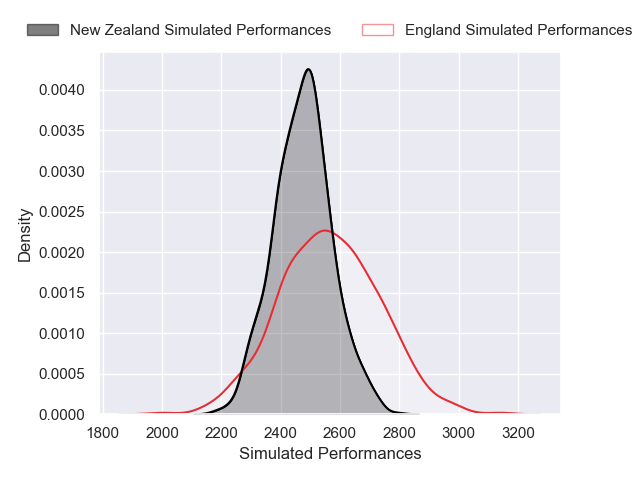 New Zealand Simulated Performances
England Simulated Performances
0.0040
0.0035
0.0030
0.0025
0.0020
0.0015
0.0010
0.0005
0.0000
Density
1800 2000 2200 2400 2600 2800 3000 3200
Simulated Performances